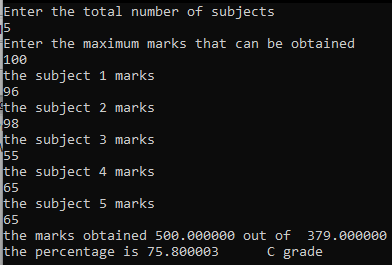 Enter the total number of subjects
5
Enter the maximum marks that can be obtained
100
the subject 1 marks
96
the subject 2 marks
98
the subject 3 marks
55
the subject 4 marks
65
the subject 5 marks
65
the marks obtained 500.000000 out of  379.000000
the percentage is 75.800003      C grade